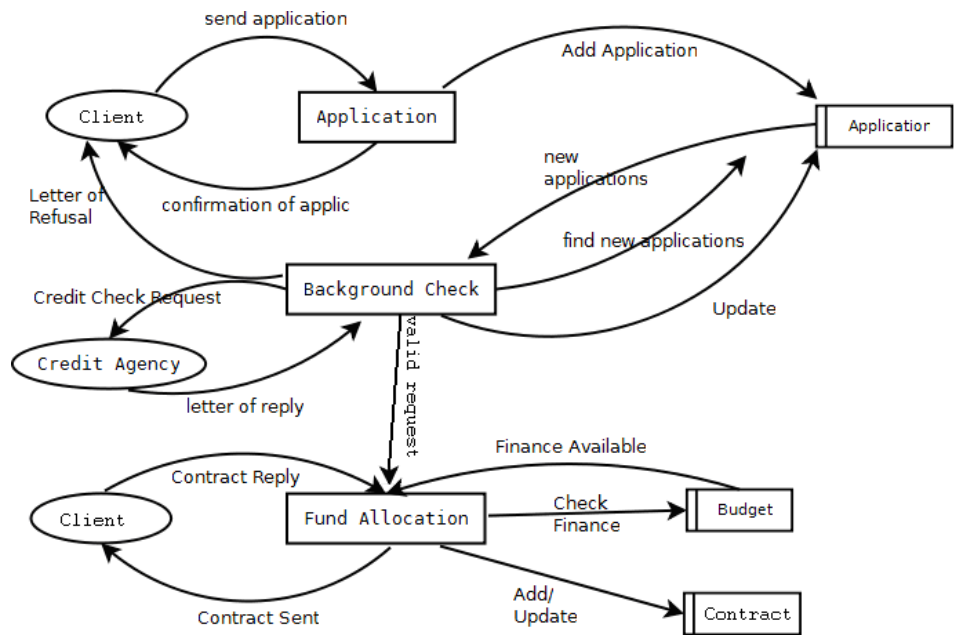 send application
Add Application
Client
Application
Application
new
applications
Letter of
Refusal
confirmation of applic
find new applications
Credit Check Request
Background Check
Update
valid request
Credit Agency
letter of reply
Finance Available
Contract Reply
Client
Fund Allocation
Check
Finance
Budget
Contract Sent
Add/
Update
Contract